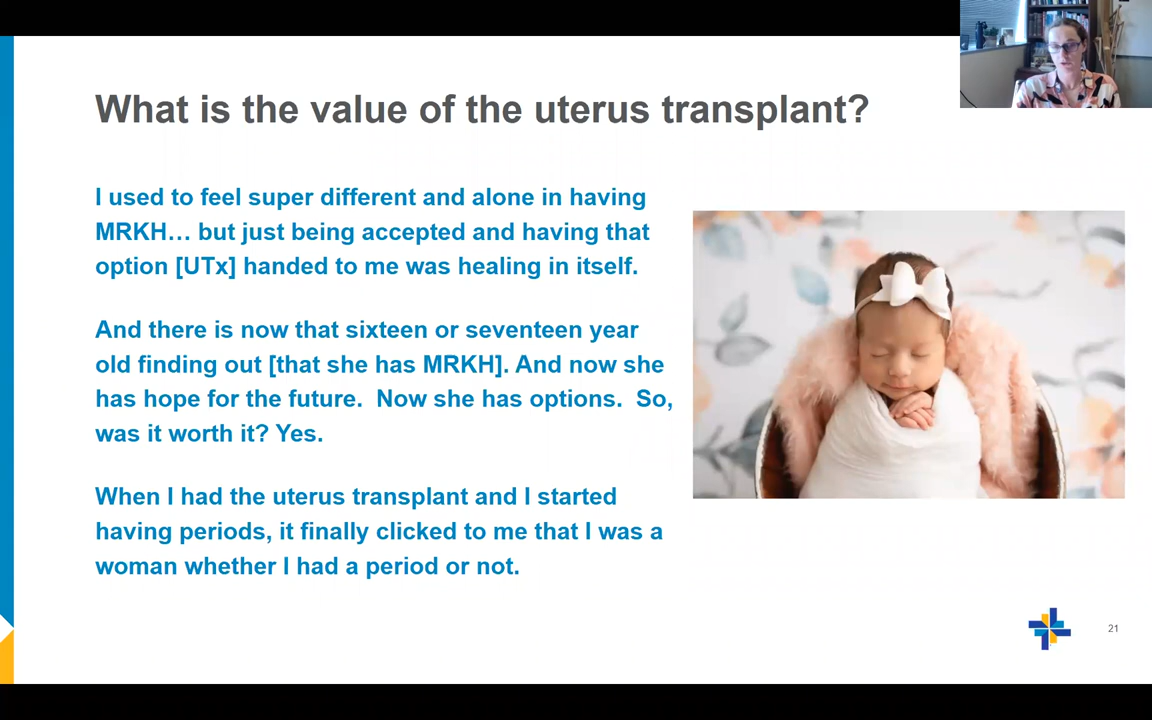 What is the value of the uterus transplant?
I used to feel super different and alone in having
MRKH… but just being accepted and having that
option [UTx] handed to me was healing in itself.
And there is now that sixteen or seventeen year
old finding out [that she has MRKH]. And now she
has hope for the future.  Now she has options.  So,
was it worth it? Yes.
When I had the uterus transplant and I started
having periods, it finally clicked to me that I was a
woman whether I had a period or not.
21